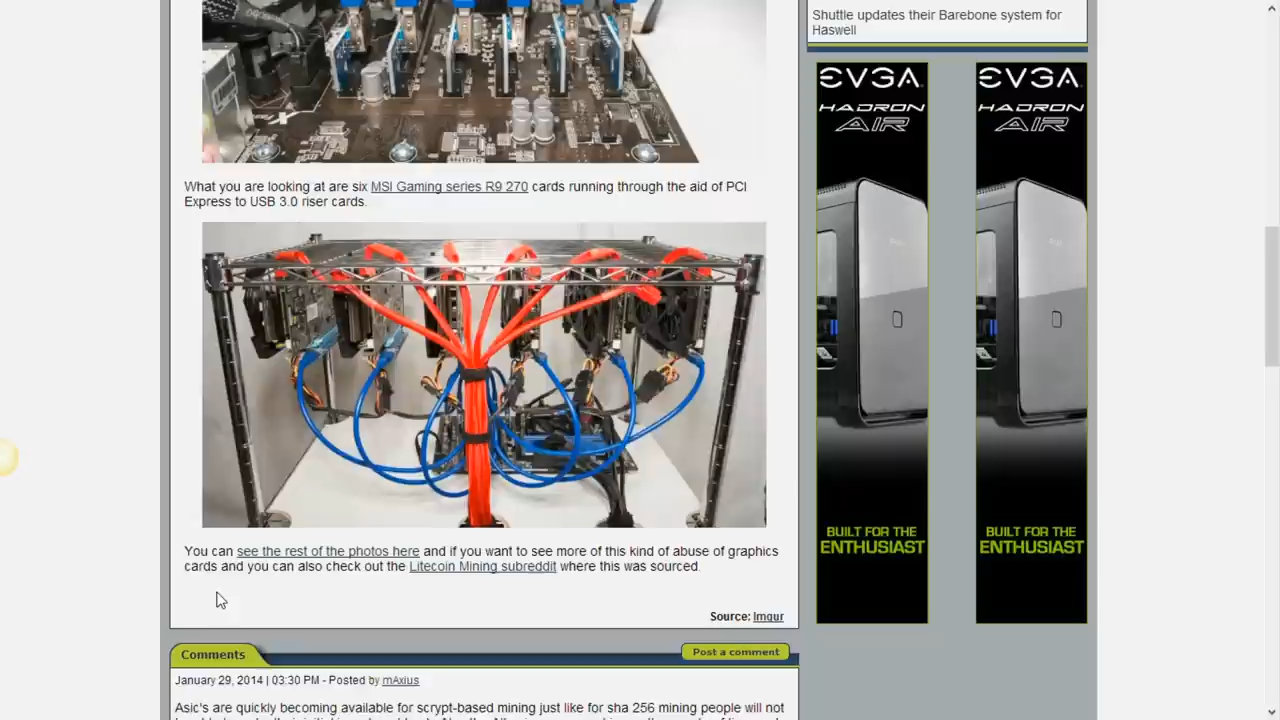 Shuttle updates their Barebone system for
Haswell
EVGA
HADRON
AIR
EVGA
HADRON
AIR
What you are looking at are six MSI Gaming series R9 270 cards running through the aid of PCI
Express to USB 3.0 riser cards.
BUILT FOR THE
ENTHUSIAST
BUILT FOR THE
ENTHUSIAST
You can see the rest of the photos here and if you want to see more of this kind of abuse of graphics
cards and you can also check out the Litecoin Mining subreddit where this was sourced.
Source: Imgur
Comments
Post a comment
January 29, 2014 | 03:30 PM - Posted by mAxius
Asic's are quickly becoming available for scrypt-based mining just like for sha 256 mining people will not